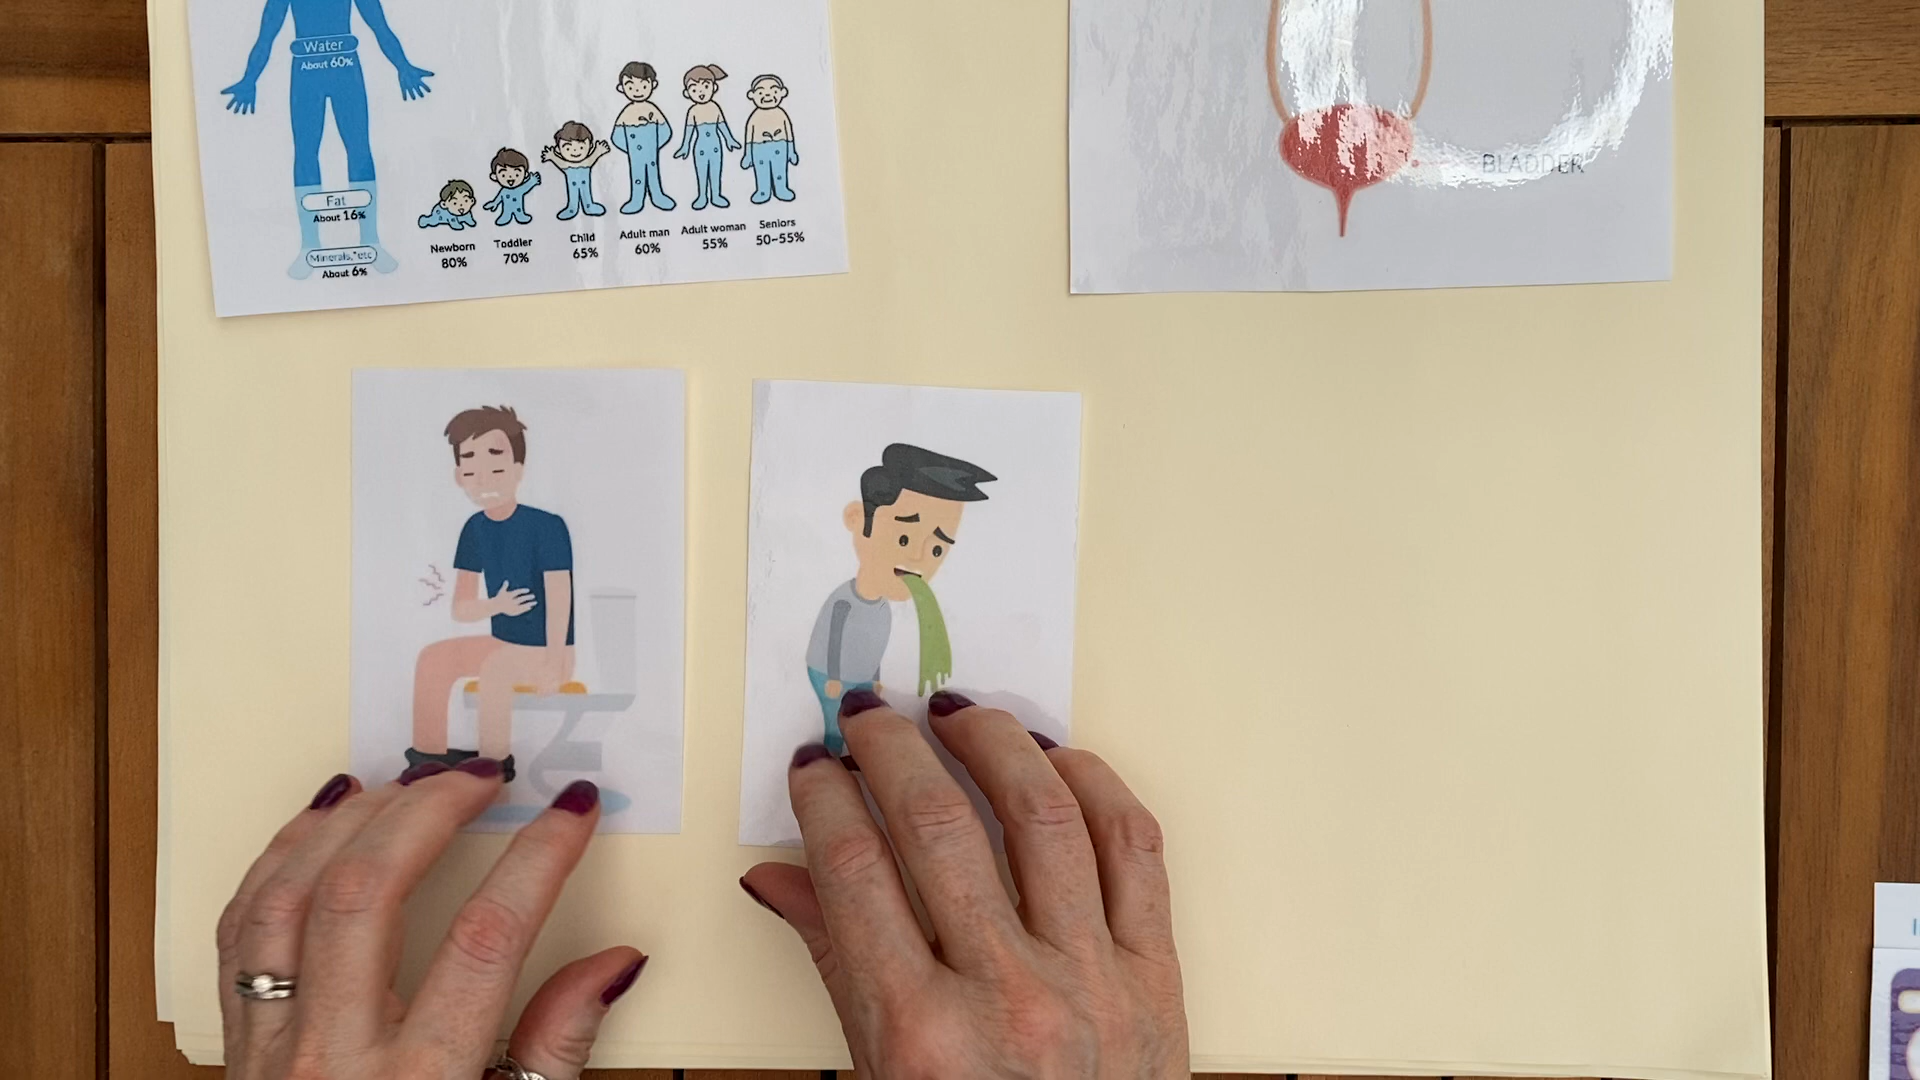 Water
About 60%
Fat
About 16%
Minerals, etc
About 6%
Newborn
80%
Toddler
70%
Child
65%
Adult man
60%
Adult woman
55%
Seniors
50~55%
BLADDER